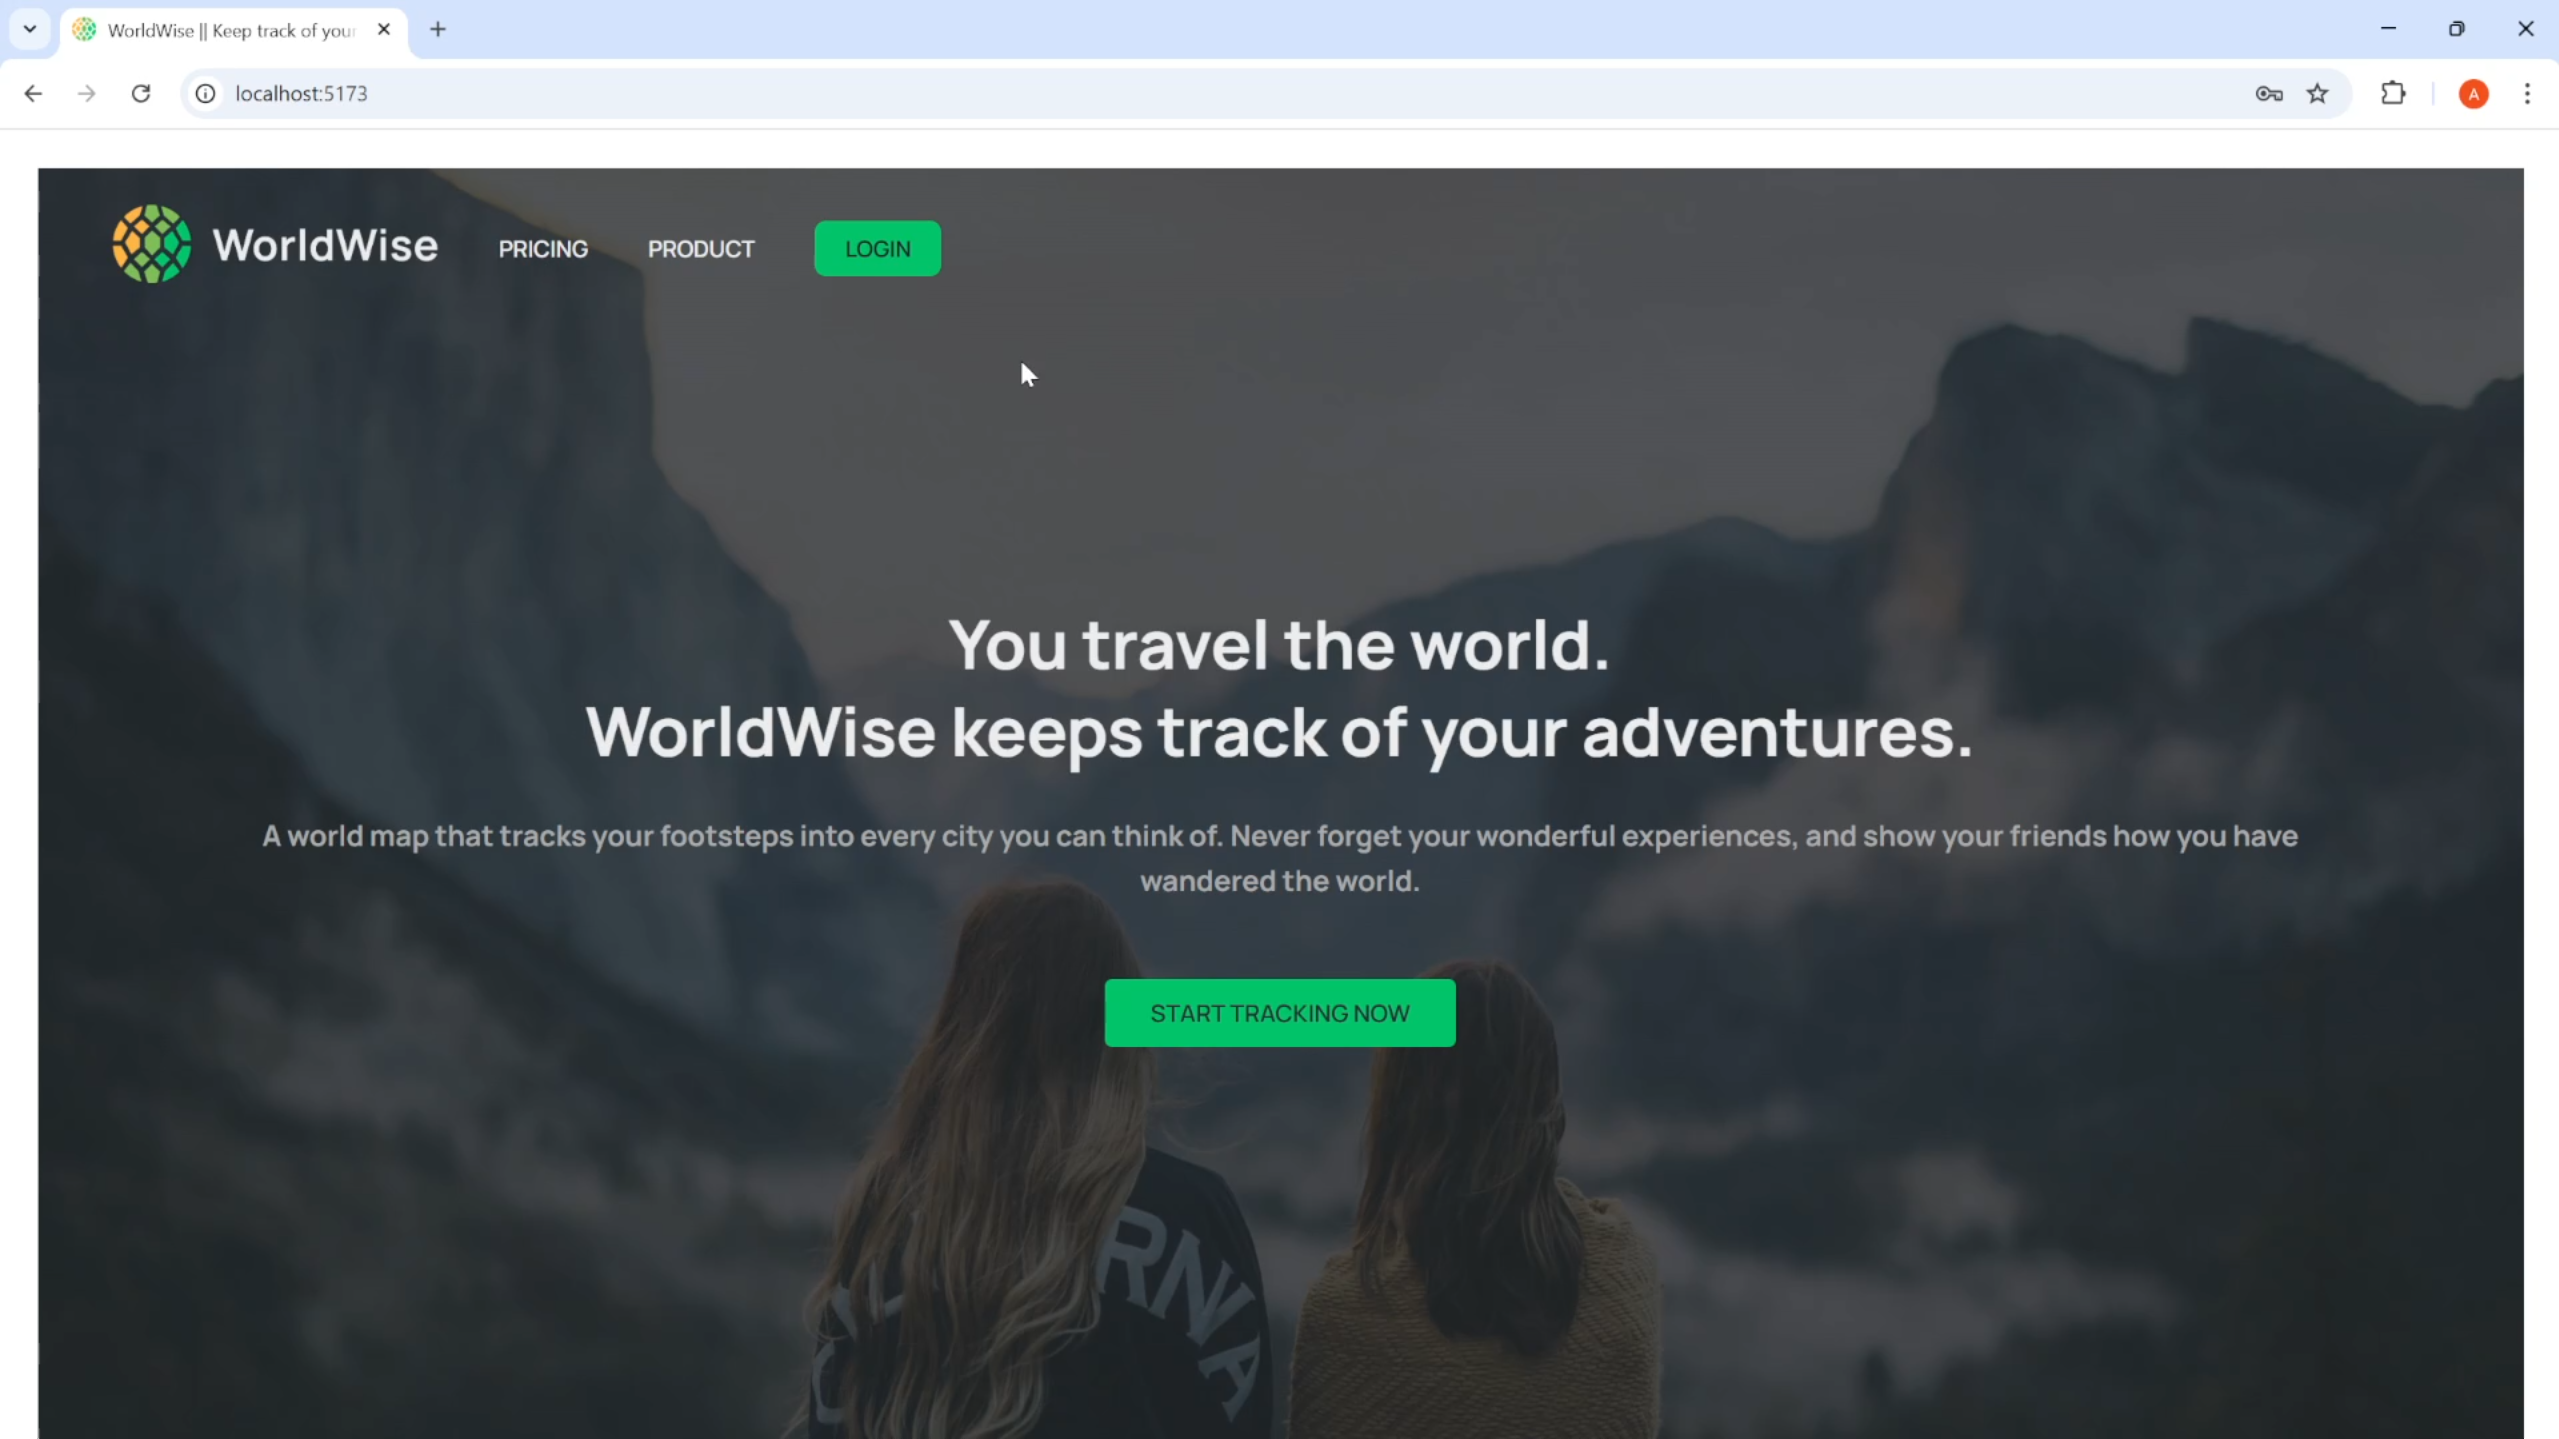 WorldWise || Keep track of your
localhost:5173
A
WorldWise
PRICING
PRODUCT
LOGIN
You travel the world.
WorldWise keeps track of your adventures.
A world map that tracks your footsteps into every city you can think of. Never forget your wonderful experiences, and show your friends how you have
wandered the world.
START TRACKING NOW
RNA